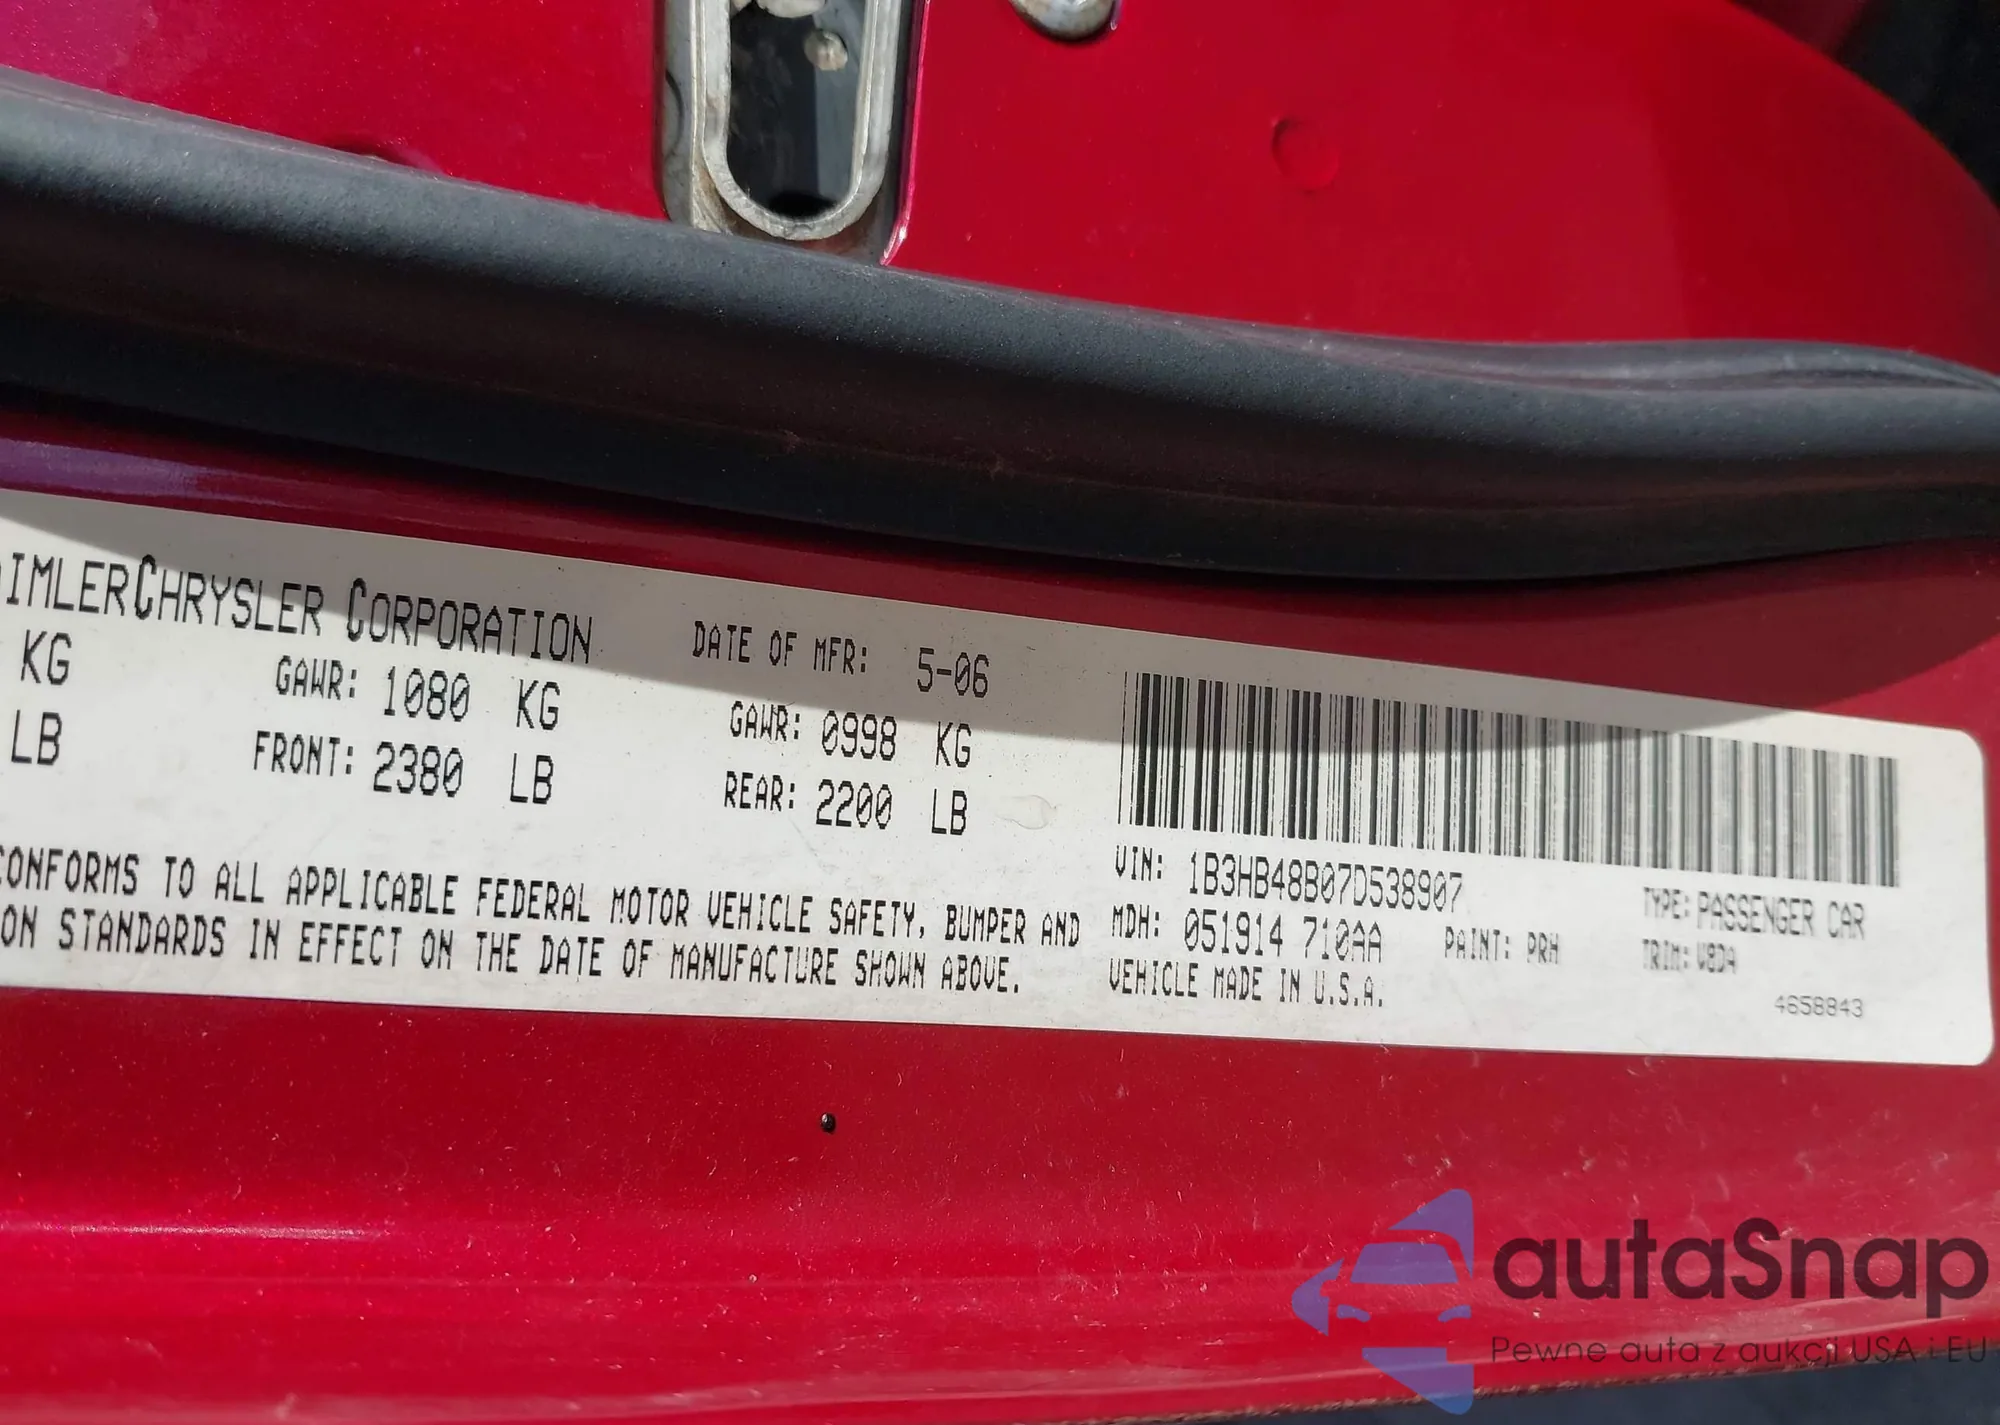 AIMLERCHRYSLER CORPORATION DATE OF MFR: 5-06
KG GAWR: 1080 KG GAWR: 0998 KG
LB FRONT: 2380 LB REAR: 2200 LB
CONFORMS TO ALL APPLICABLE FEDERAL MOTOR VEHICLE SAFETY, BUMPER AND
ON STANDARDS IN EFFECT ON THE DATE OF MANUFACTURE SHOWN ABOVE.
VIN: 1B3HB48B07D538907 TYPE: PASSENGER CAR
MDH: 051914 710AA PAINT: PRH TRIM: W8DA
VEHICLE MADE IN U.S.A.
4658843
autaSnap
Pewne auta z aukcji USA i EU